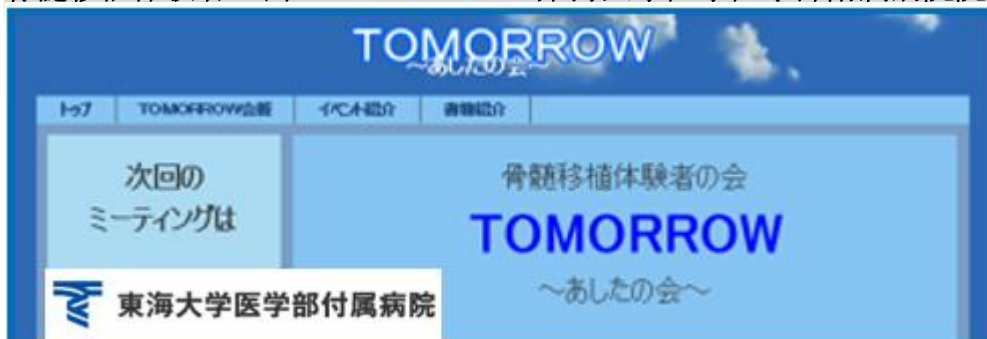 TOMORROW
～あしたの会～
トップ
TOMORROW会報
イベント紹介
書籍紹介
次回の
ミーティングは
骨髄移植体験者の会
TOMORROW
～あしたの会～
東海大学医学部付属病院